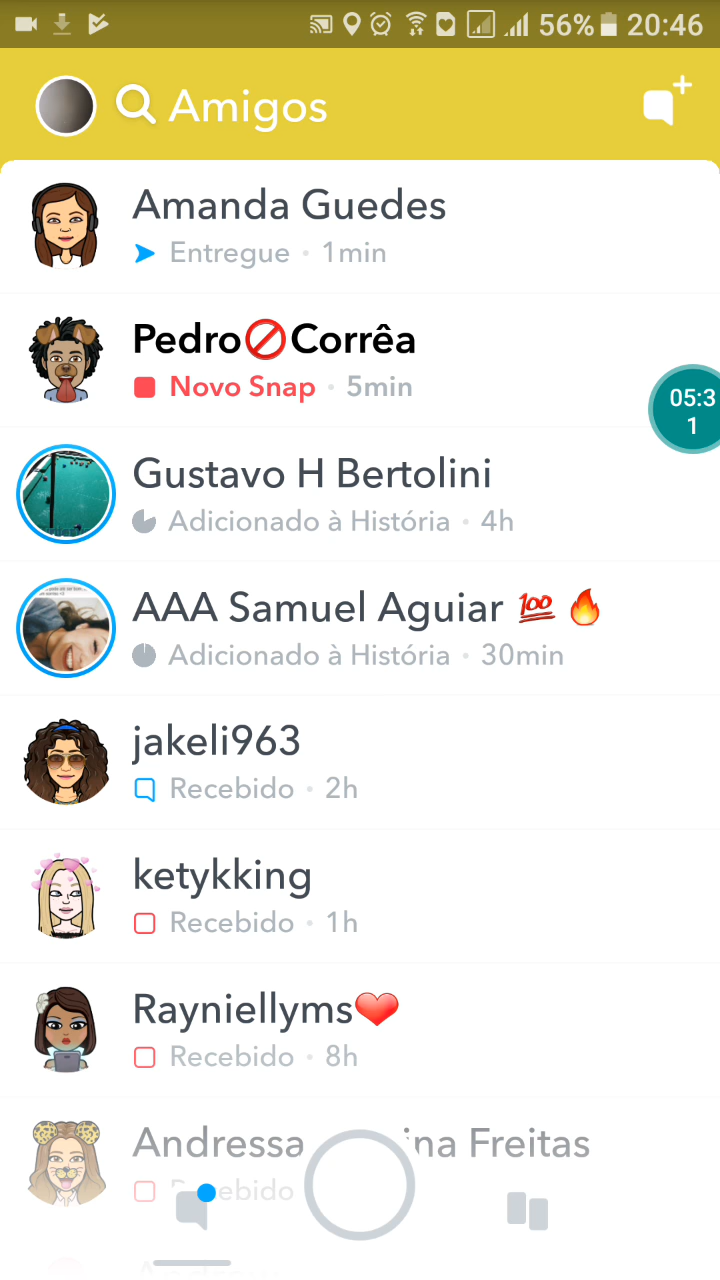 56% 20:46
Amigos
Amanda Guedes
Entregue • 1min
Pedro🚫Corrêa
Novo Snap • 5min
05:3
1
Gustavo H Bertolini
Adicionado à História • 4h
AAA Samuel Aguiar 💯 🔥
Adicionado à História • 30min
jakeli963
Recebido • 2h
ketykking
Recebido • 1h
Rayniellyms❤
Recebido • 8h
Andressa ina Freitas
ebido